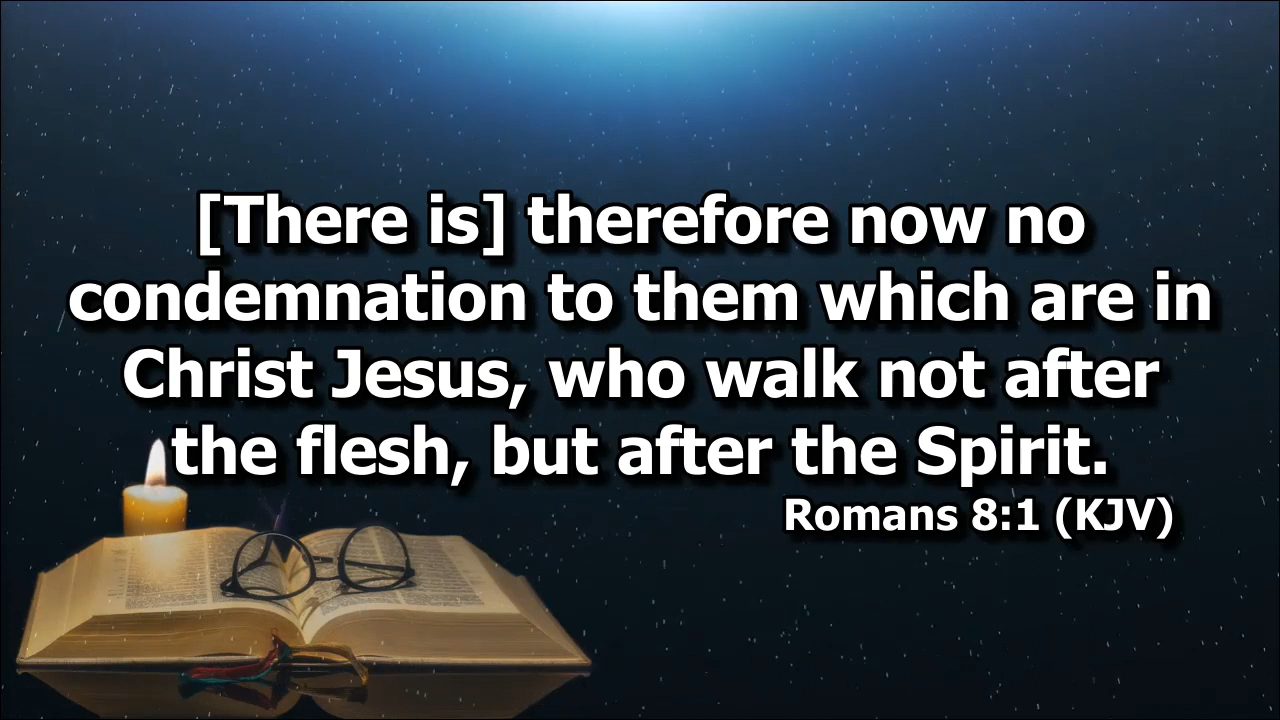 [There is] therefore now no
condemnation to them which are in
Christ Jesus, who walk not after
the flesh, but after the Spirit.
Romans 8:1 (KJV)